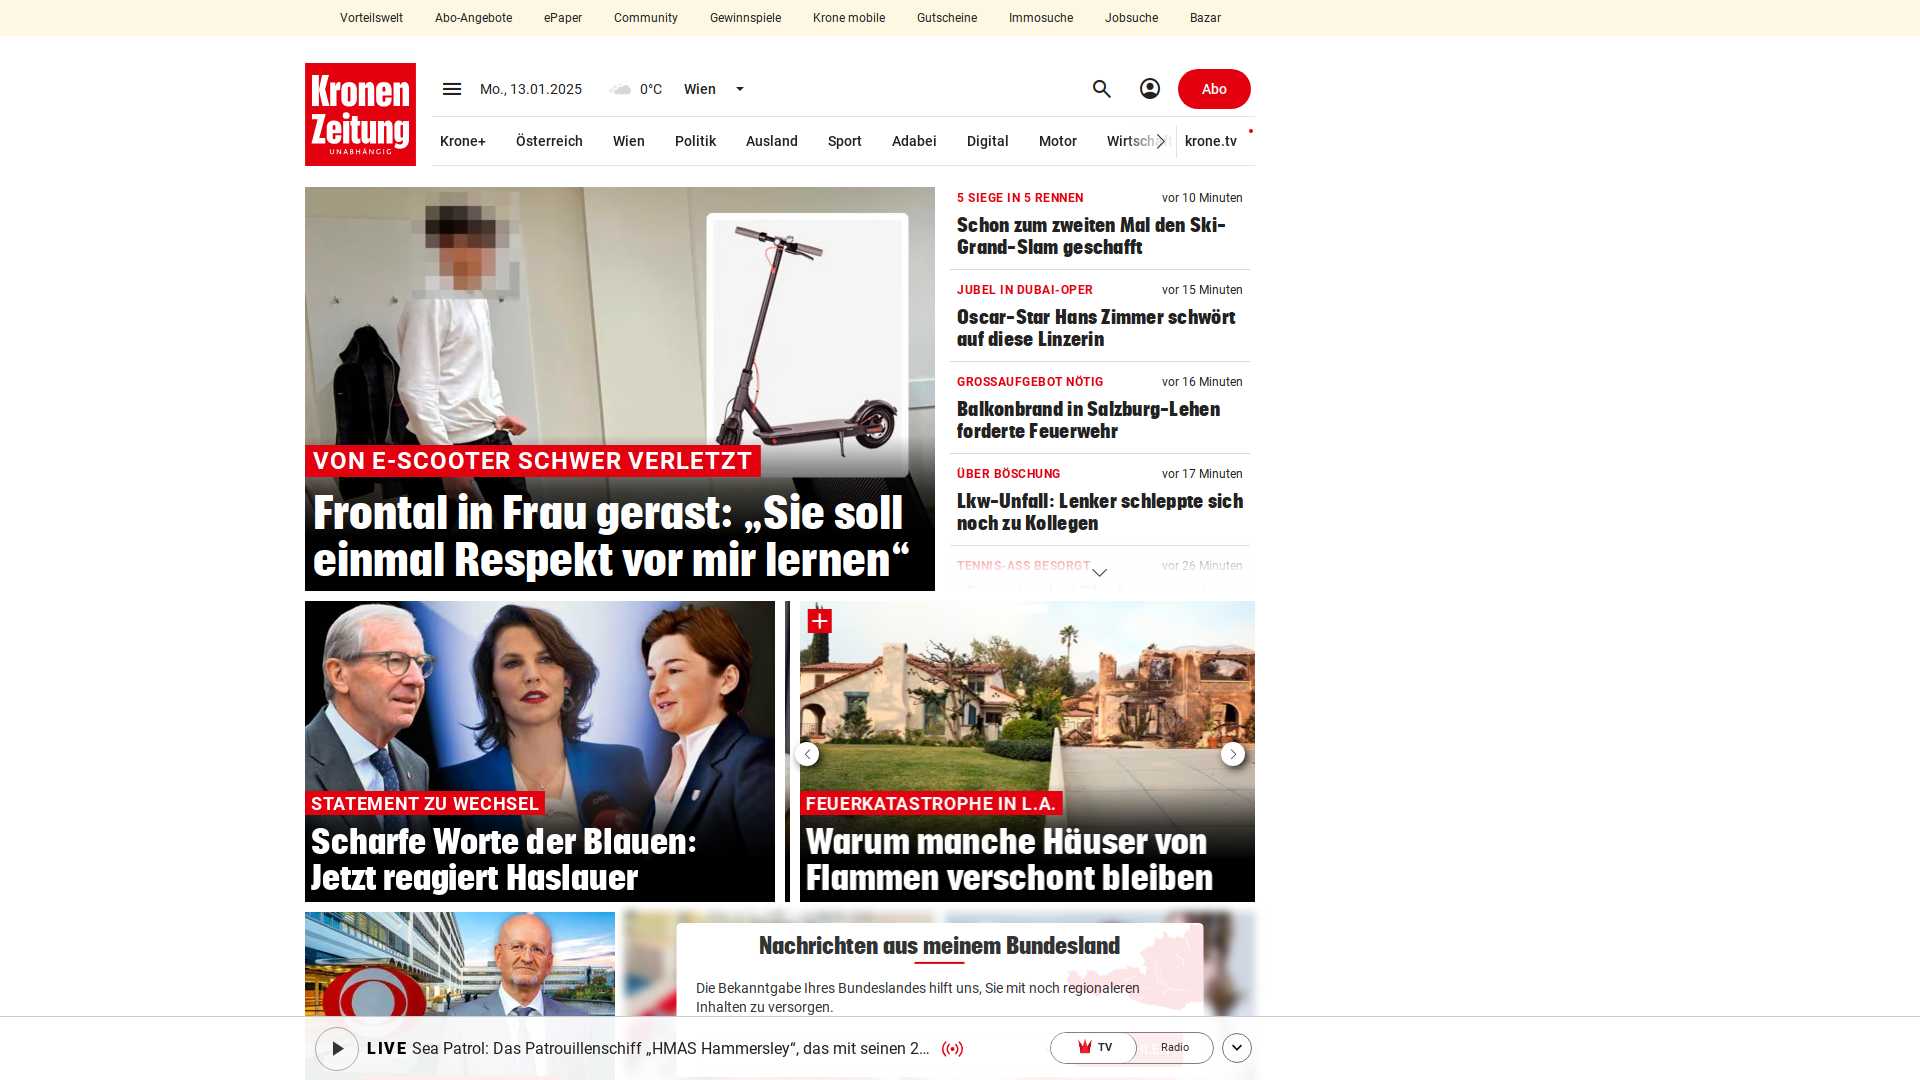 Vorteilswelt
Abo-Angebote
ePaper
Community
Gewinnspiele
Krone mobile
Gutscheine
Immosuche
Jobsuche
Bazar
Kronen
Zeitung
UNABHÄNGIG
Mo., 13.01.2025
0°C
Wien
Abo
Krone+
Österreich
Wien
Politik
Ausland
Sport
Adabei
Digital
Motor
krone.tv
VON E-SCOOTER SCHWER VERLETZT
Frontal in Frau gerast: „Sie soll
einmal Respekt vor mir lernen“
5 SIEGE IN 5 RENNEN
vor 10 Minuten
Schon zum zweiten Mal den Ski-
Grand-Slam geschafft
JUBEL IN DUBAI-OPER
vor 15 Minuten
Oscar-Star Hans Zimmer schwört
auf diese Linzerin
GROSSAUFGEBOT NÖTIG
vor 16 Minuten
Balkonbrand in Salzburg-Lehen
forderte Feuerwehr
ÜBER BÖSCHUNG
vor 17 Minuten
Lkw-Unfall: Lenker schleppte sich
noch zu Kollegen
TENNIS-ASS BESORGT
vor 26 Minuten
STATEMENT ZU WECHSEL
Scharfe Worte der Blauen:
Jetzt reagiert Haslauer
FEUERKATASTROPHE IN L.A.
Warum manche Häuser von
Flammen verschont bleiben
Nachrichten aus meinem Bundesland
Die Bekanntgabe Ihres Bundeslandes hilft uns, Sie mit noch regionaleren
Inhalten zu versorgen.
LIVE Sea Patrol: Das Patrouillenschiff „HMAS Hammersley“, das mit seinen 2...
TV
Radio